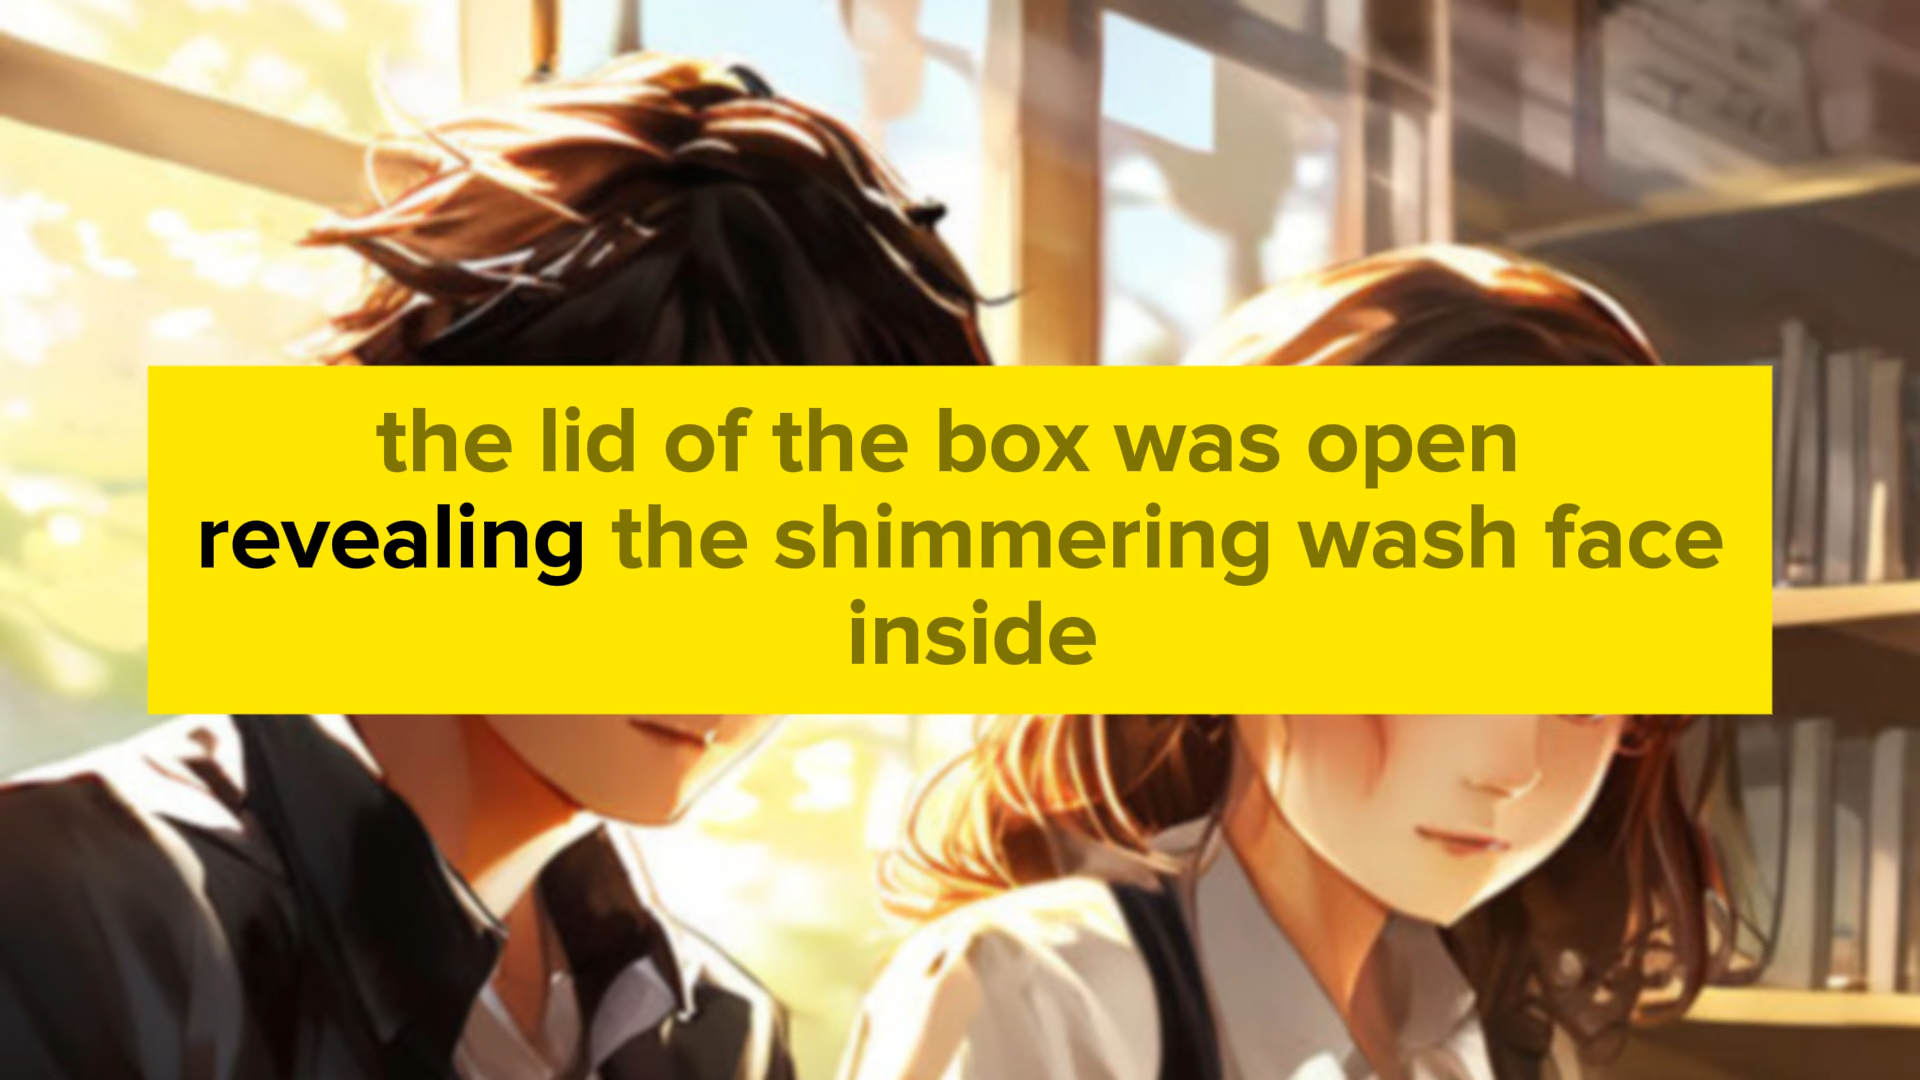 the lid of the box was open
revealing the shimmering wash face
inside